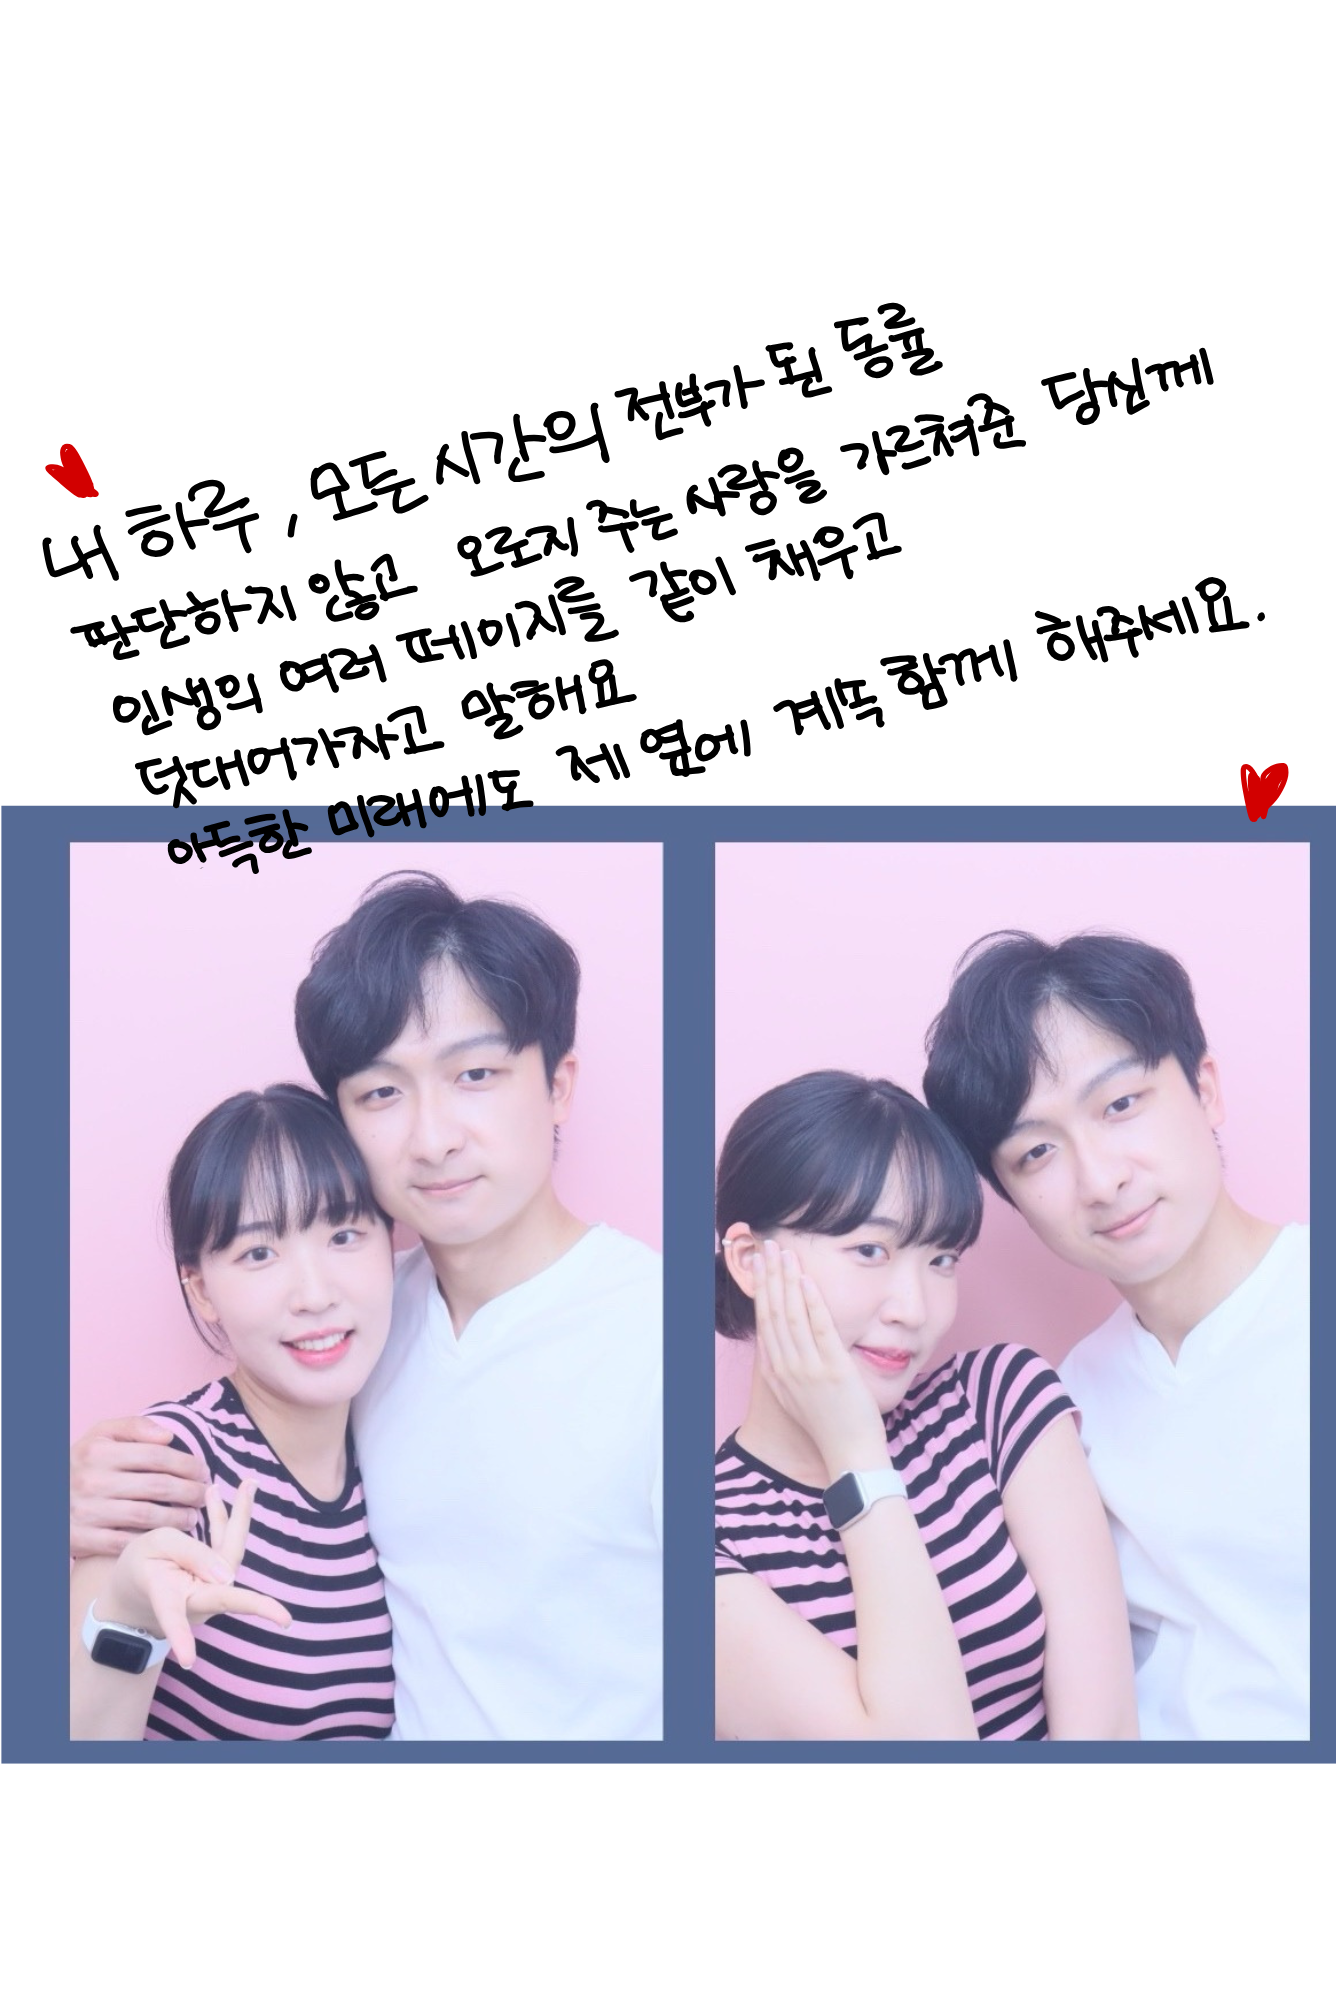 내 하루, 모든 시간의 전부가 된 동률
판단하지 않고 오로지 주는 사랑을 가르쳐준 당신께
인생의 여러 페이지를 같이 채우고
덧대어가자고 말해요
아득한 미래에도 제 옆에 계속 함께 해주세요.